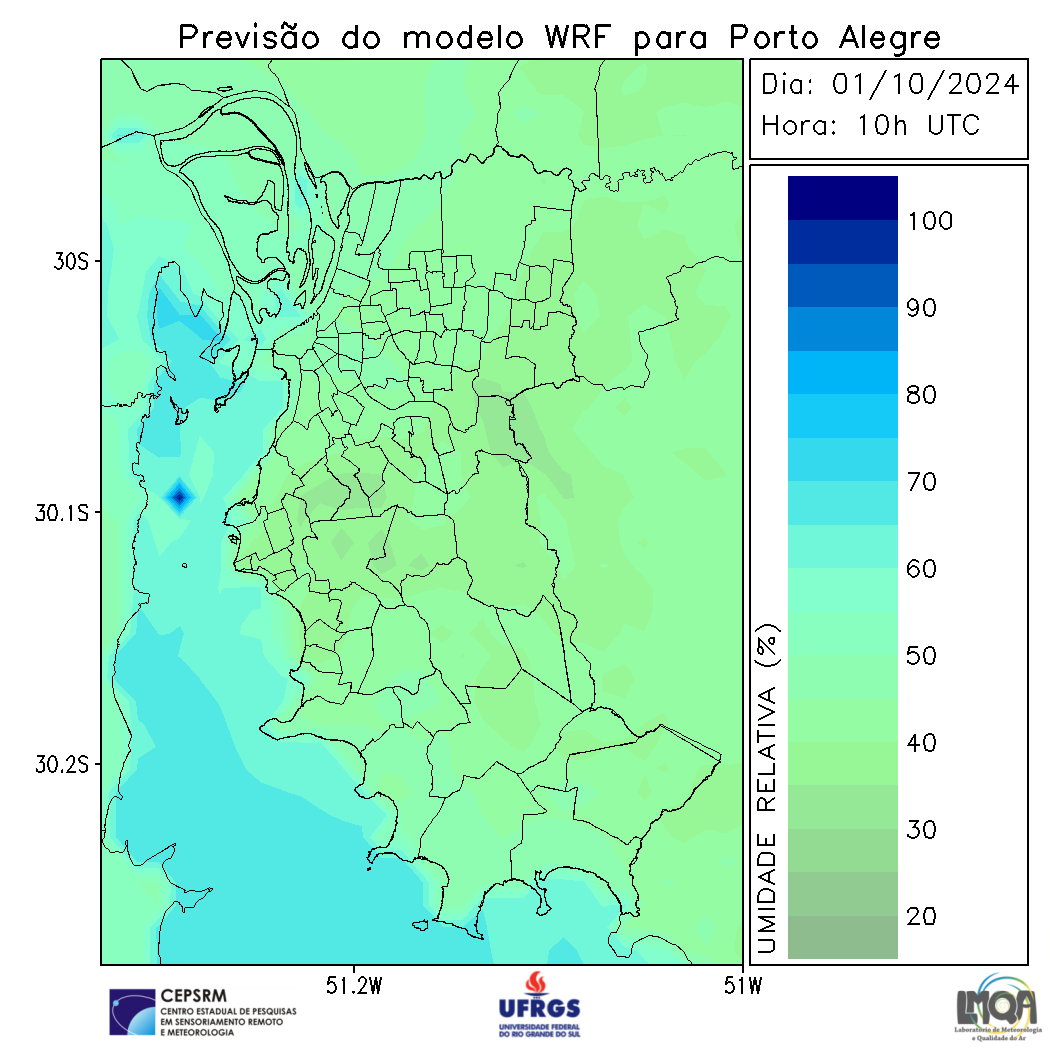 Previsão do modelo WRF para Porto Alegre
Dia: 01/10/2024
Hora: 10h UTC
30S
30.1S
30.2S
51.2W
51W
100
90
80
70
60
50
40
30
20
UMIDADE RELATIVA (%)
CEPSRM
CENTRO ESTADUAL DE PESQUISAS
EM SENSORIAMENTO REMOTO
E METEOROLOGIA
UFRGS
UNIVERSIDADE FEDERAL
DO RIO GRANDE DO SUL
LMQA
Laboratório de Meteorologia
e Qualidade do Ar